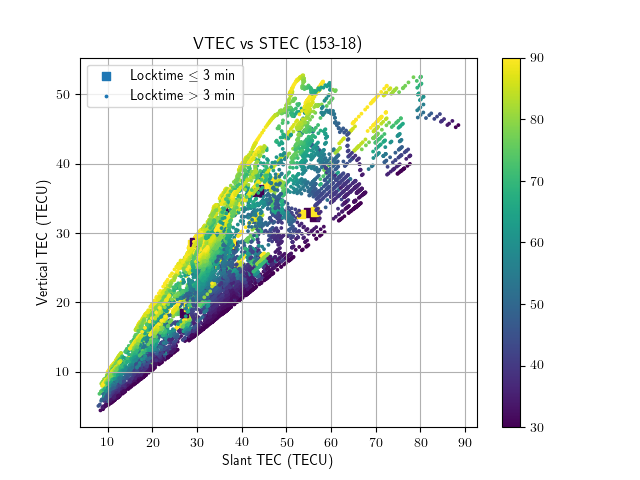 VTEC vs STEC (153-18)
Locktime ≤ 3 min
Locktime > 3 min
Vertical TEC (TECU)
50
40
30
20
10
10 20 30 40 50 60 70 80 90
Slant TEC (TECU)
90
80
70
60
50
40
30